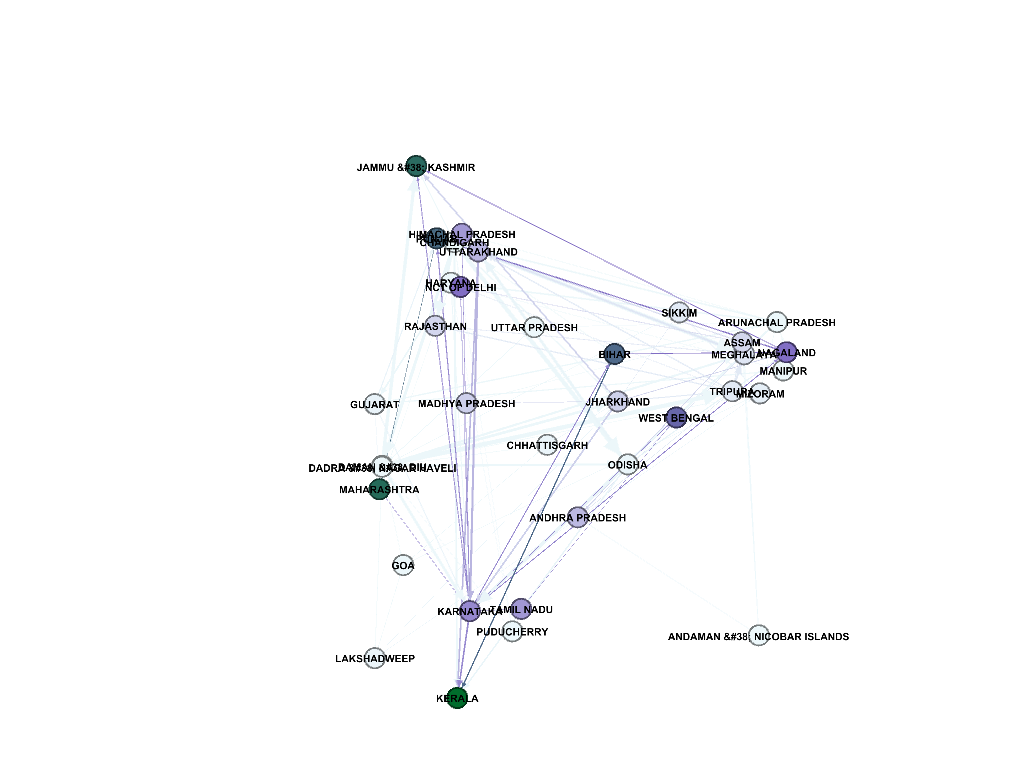 JAMMU &#38; KASHMIR
HIMACHAL PRADESH
PUNJAB
CHANDIGARH
UTTARAKHAND
HARYANA
NCT OF DELHI
SIKKIM
ARUNACHAL PRADESH
RAJASTHAN
UTTAR PRADESH
ASSAM
BIHAR
MEGHALAYA
NAGALAND
MANIPUR
TRIPURA
MIZORAM
GUJARAT
MADHYA PRADESH
JHARKHAND
WEST BENGAL
CHHATTISGARH
ODISHA
DAMAN &#38; DIU
DADRA &#38; NAGAR HAVELI
MAHARASHTRA
ANDHRA PRADESH
GOA
KARNATAKA
TAMIL NADU
PUDUCHERRY
ANDAMAN &#38; NICOBAR ISLANDS
LAKSHADWEEP
KERALA